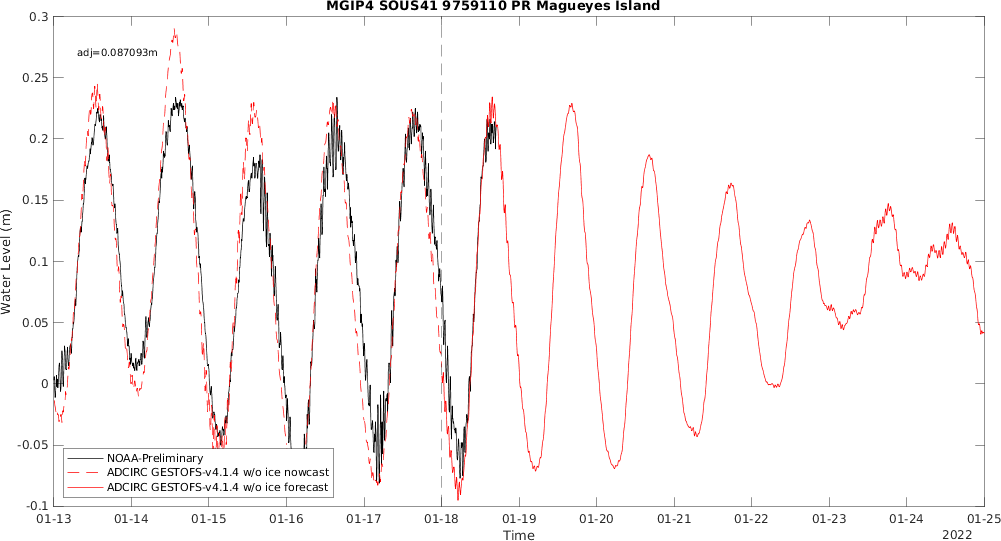 MGIP4 SOUS41 9759110 PR Magueyes Island
adj=0.087093m
Water Level (m)
0.3
0.25
0.2
0.15
0.1
0.05
0
-0.05
-0.1
NOAA-Preliminary
ADCIRC GESTOFS-v4.1.4 w/o ice nowcast
ADCIRC GESTOFS-v4.1.4 w/o ice forecast
01-13 01-14 01-15 01-16 01-17 01-18 01-19 01-20 01-21 01-22 01-23 01-24 01-25
Time
2022